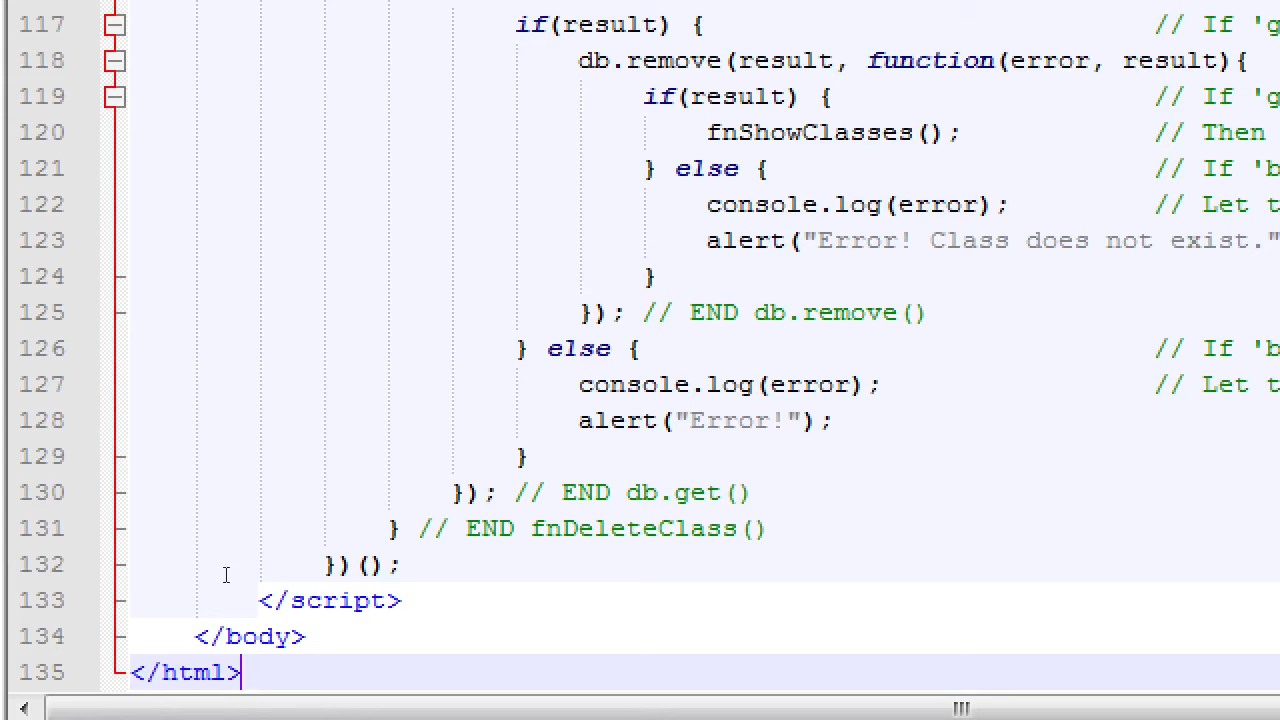 117 if(result) { // If 'g
118 db.remove(result, function(error, result){
119 if(result) { // If 'g
120 fnShowClasses(); // Then
121 } else { // If 'b
122 console.log(error); // Let t
123 alert("Error! Class does not exist."
124 }
125 }); // END db.remove()
126 } else { // If 'b
127 console.log(error); // Let t
128 alert("Error!");
129 }
130 }); // END db.get()
131 } // END fnDeleteClass()
132 })();
133 </script>
134 </body>
135 </html>